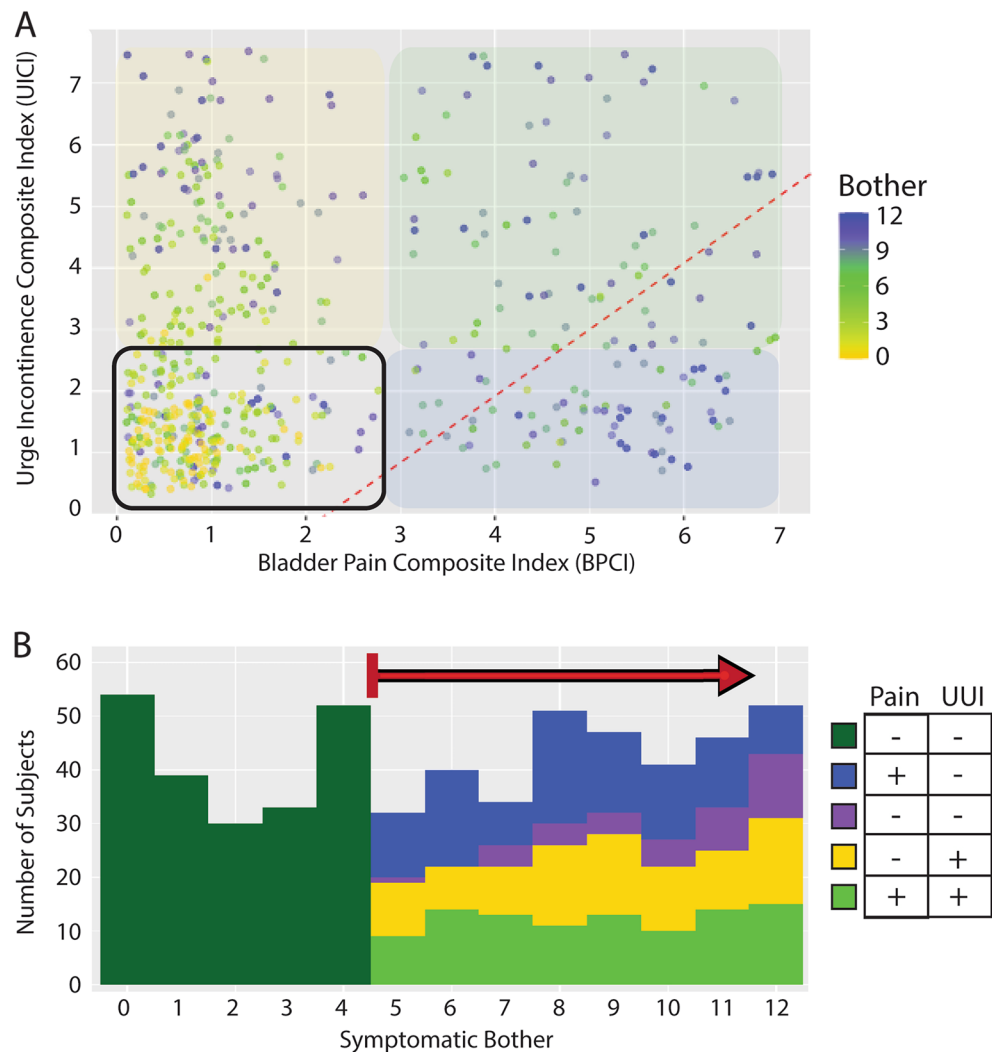 A
Urge Incontinence Composite Index (UICI)
7
6
5
4
3
2
1
0
0 1 2 3 4 5 6 7
Bladder Pain Composite Index (BPCI)
Bother
12
9
6
3
0
B
Number of Subjects
60
50
40
30
20
10
0
0 1 2 3 4 5 6 7 8 9 10 11 12
Symptomatic Bother
Pain UUI
- -
+ -
- -
- +
+ +